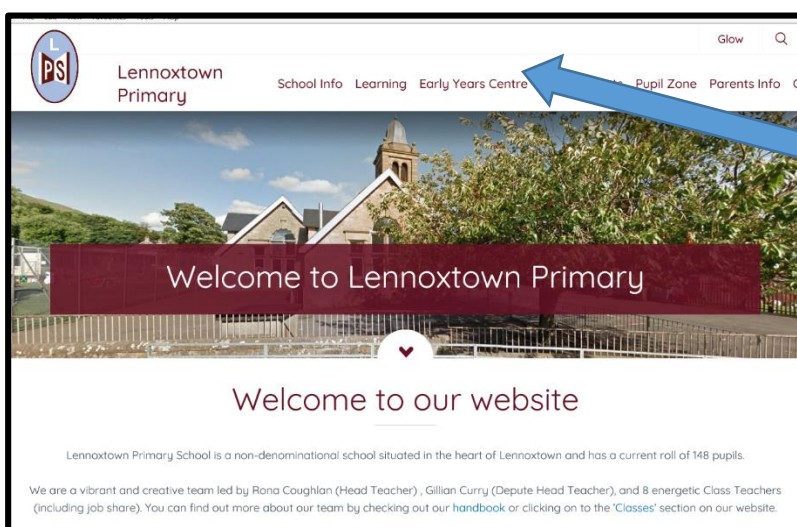 Glow
L
PS
Lennoxtown
Primary
School Info Learning Early Years Centre Pupil Zone Parents Info
Welcome to Lennoxtown Primary
Welcome to our website
Lennoxtown Primary School is a non-denominational school situated in the heart of Lennoxtown and has a current roll of 148 pupils.
We are a vibrant and creative team led by Rona Coughlan (Head Teacher) , Gillian Curry (Depute Head Teacher), and 8 energetic Class Teachers
(including job share). You can find out more about our team by checking out our handbook or clicking on to the 'Classes' section on our website.